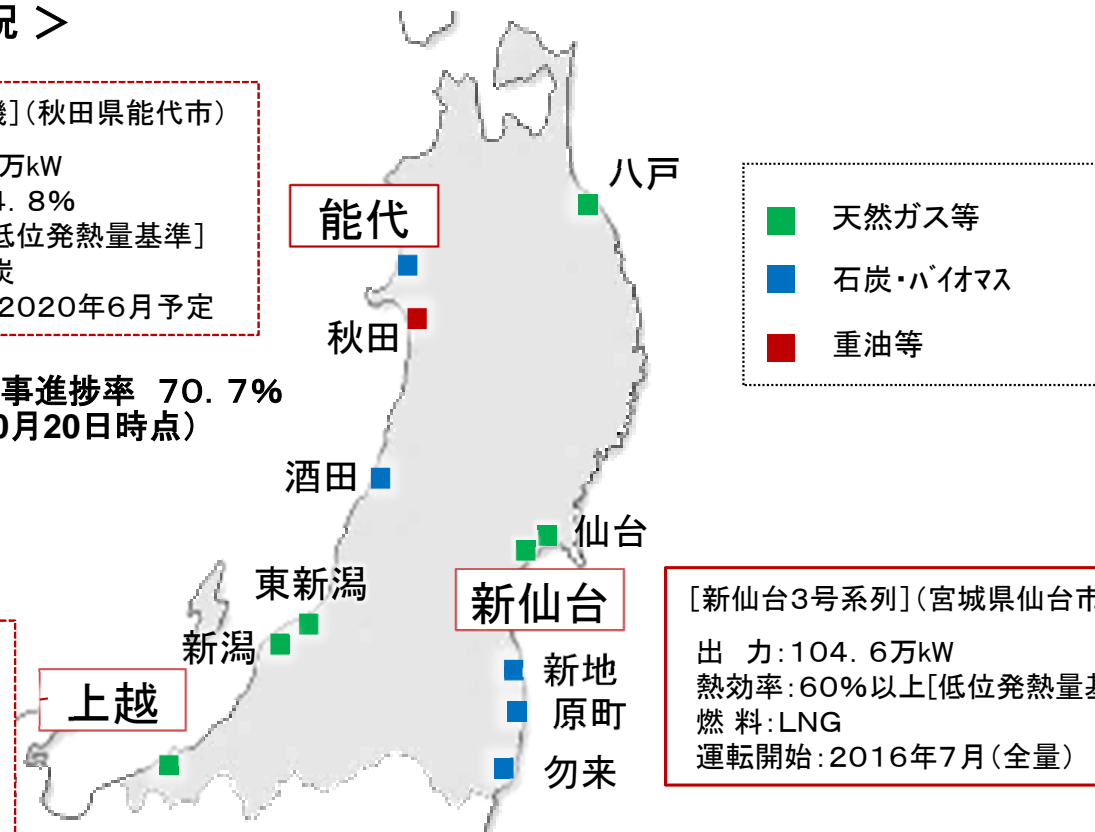 況 ＞
機］（秋田県能代市）
万kW
4．8%
低位発熱量基準］
炭
2020年6月予定
事進捗率 70．7%
0月20日時点）
八戸
能代
秋田
天然ガス等
石炭・バイオマス
重油等
酒田
仙台
東新潟
新仙台
新潟
上越
新地
原町
勿来
［新仙台3号系列］（宮城県仙台市
出 力：104．6万kW
熱効率：60%以上［低位発熱量基
燃 料：LNG
運転開始：2016年7月（全量）